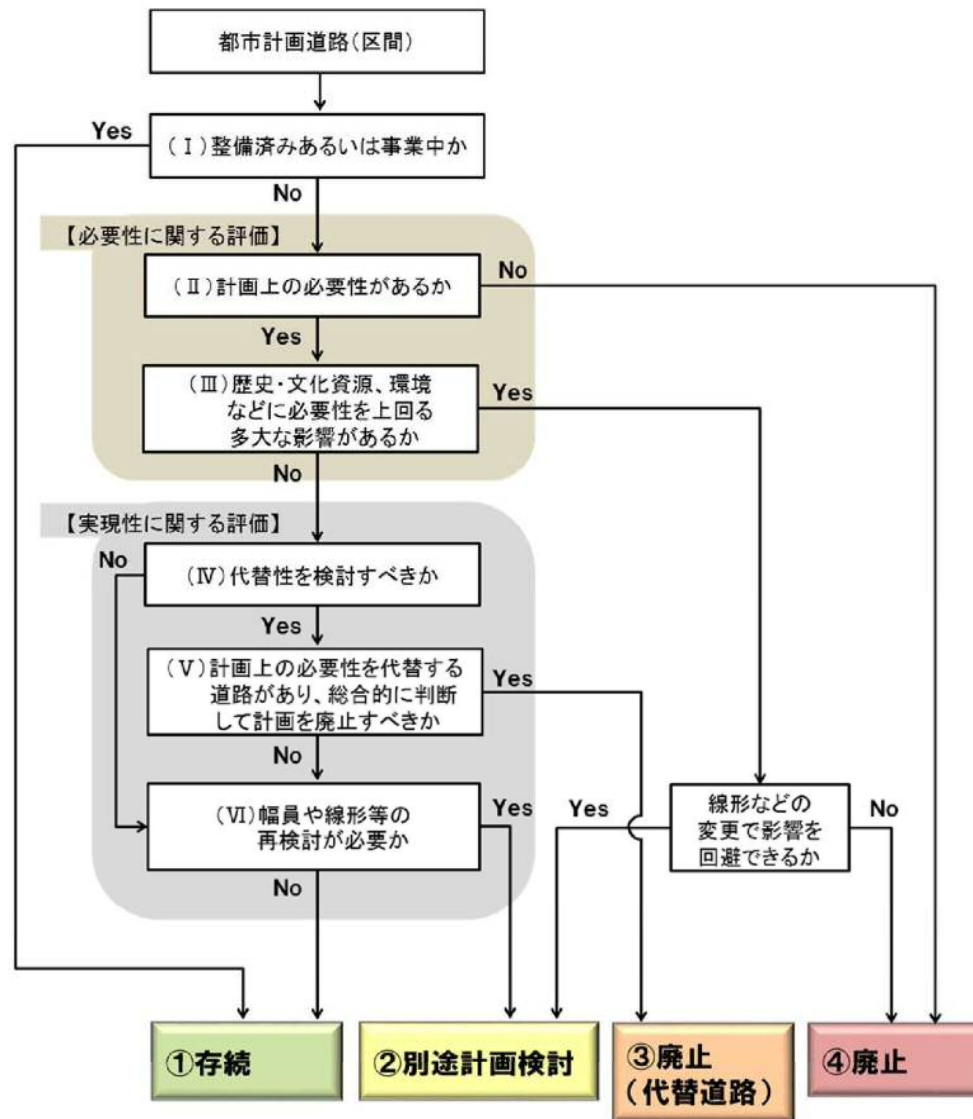 都市計画道路(区間)
Yes
(Ⅰ)整備済みあるいは事業中か
No
【必要性に関する評価】
(Ⅱ)計画上の必要性があるか
No
Yes
(Ⅲ)歴史・文化資源、環境
などに必要性を上回る
多大な影響があるか
Yes
No
【実現性に関する評価】
No
(Ⅳ)代替性を検討すべきか
Yes
(Ⅴ)計画上の必要性を代替する
道路があり、総合的に判断
して計画を廃止すべきか
Yes
No
(Ⅵ)幅員や線形等の
再検討が必要か
Yes
No
Yes
線形などの
変更で影響を
回避できるか
No
①存続
②別途計画検討
③廃止
(代替道路)
④廃止